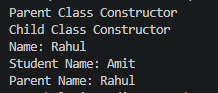 Parent Class Constructor
Child Class Constructor
Name: Rahul
Student Name: Amit
Parent Name: Rahul